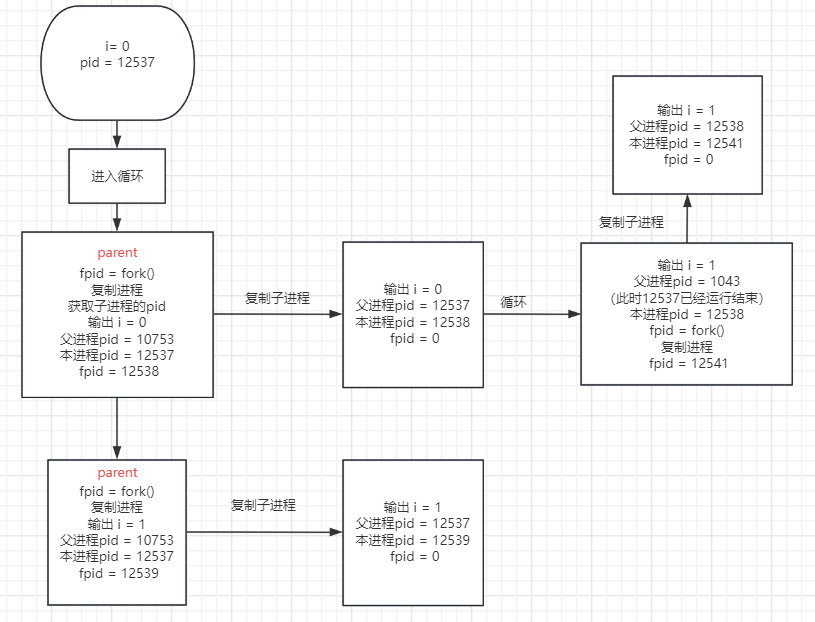 i= 0
pid = 12537
进入循环
parent
fpid = fork()
复制进程
获取子进程的pid
输出 i = 0
父进程pid = 10753
本进程pid = 12537
fpid = 12538
复制子进程
输出 i = 0
父进程pid = 12537
本进程pid = 12538
fpid = 0
循环
输出 i = 1
父进程pid = 1043
（此时12537已经运行结束）
本进程pid = 12538
fpid = fork()
复制进程
fpid = 12541
复制子进程
输出 i = 1
父进程pid = 12538
本进程pid = 12541
fpid = 0
parent
fpid = fork()
复制进程
输出 i = 1
父进程pid = 10753
本进程pid = 12537
fpid = 12539
复制子进程
输出 i = 1
父进程pid = 12537
本进程pid = 12539
fpid = 0